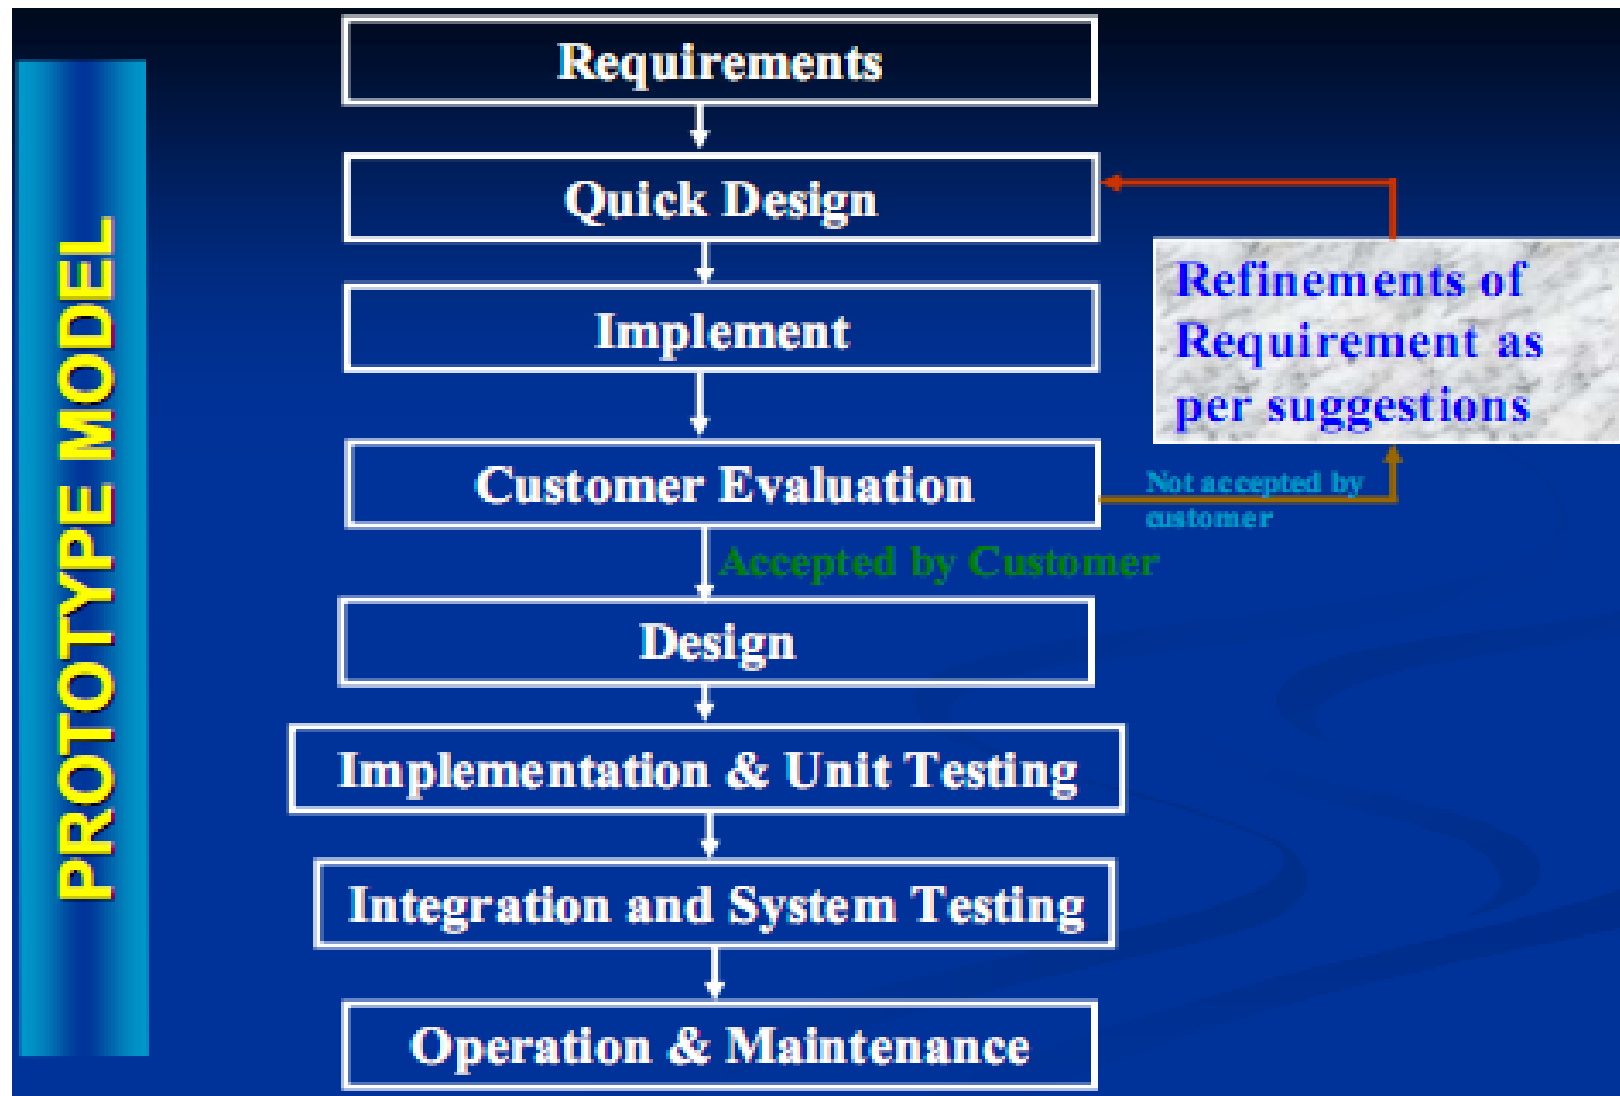 PROTOTYPE MODEL
Requirements
Quick Design
Implement
Refinements of
Requirement as
per suggestions
Customer Evaluation
Not accepted by
customer
Accepted by Customer
Design
Implementation & Unit Testing
Integration and System Testing
Operation & Maintenance